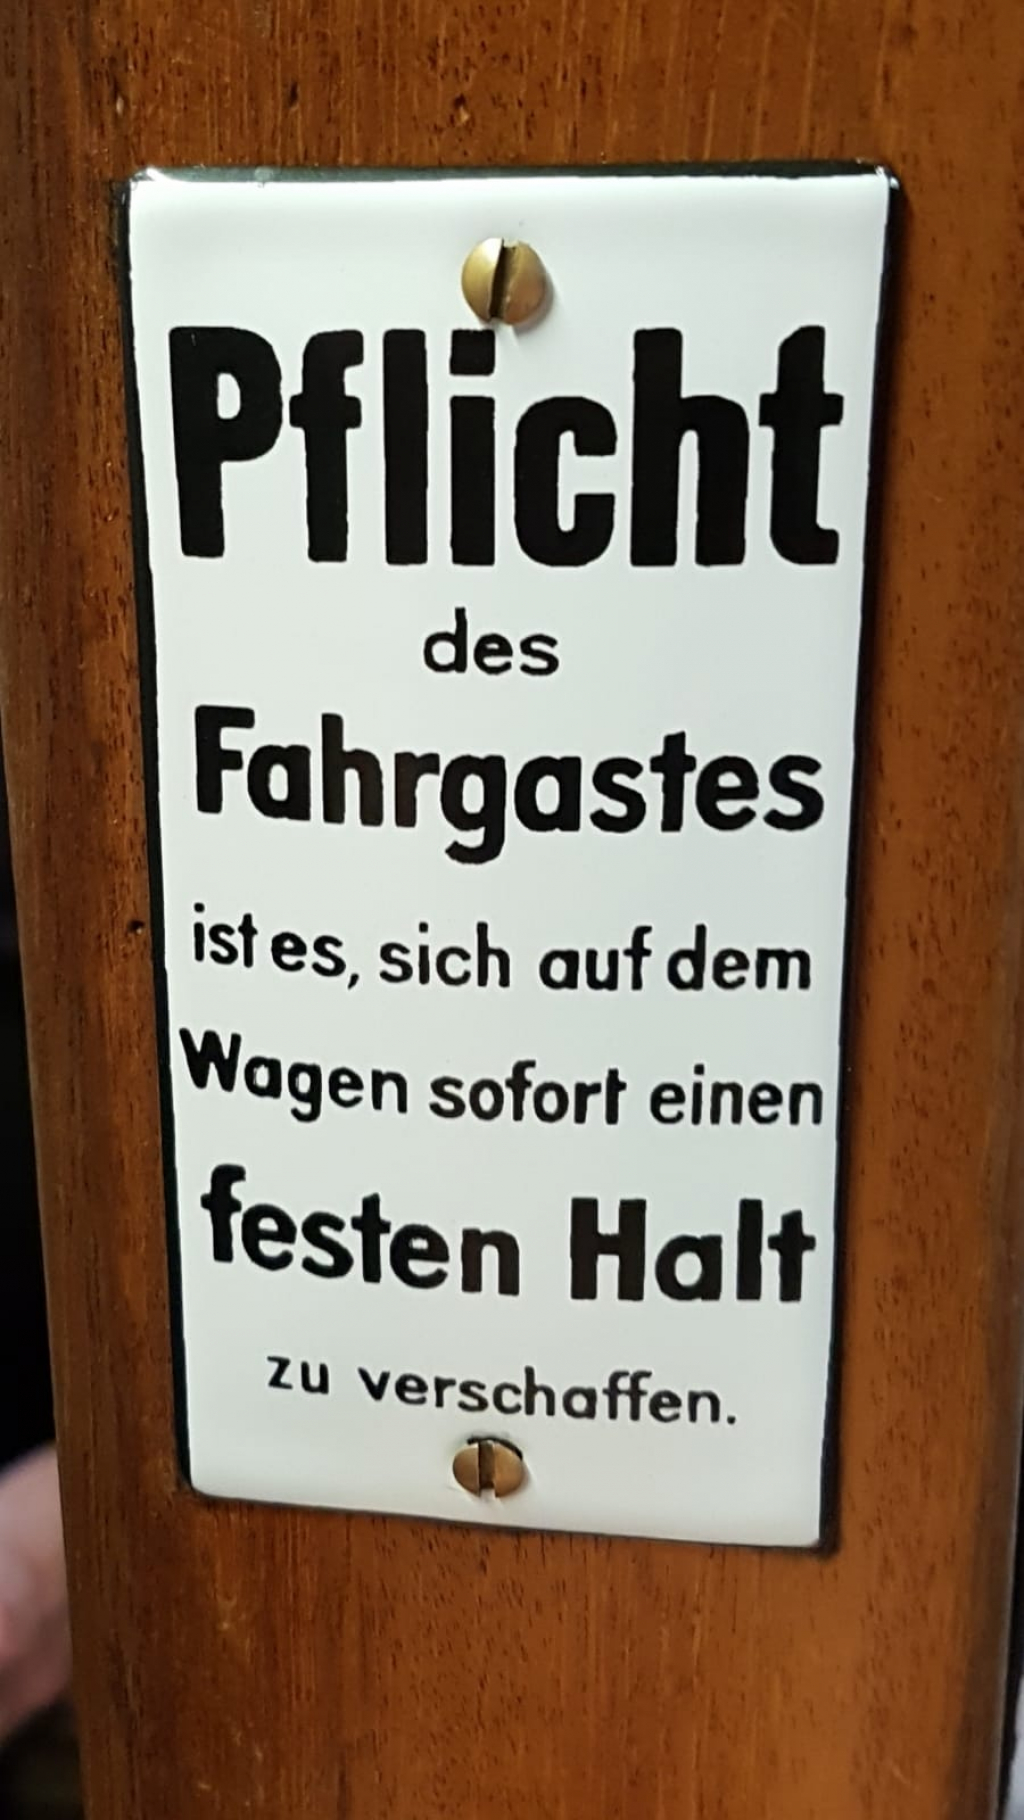 Pflicht
des
Fahrgastes
ist es, sich auf dem
Wagen sofort einen
festen Halt
zu verschaffen.